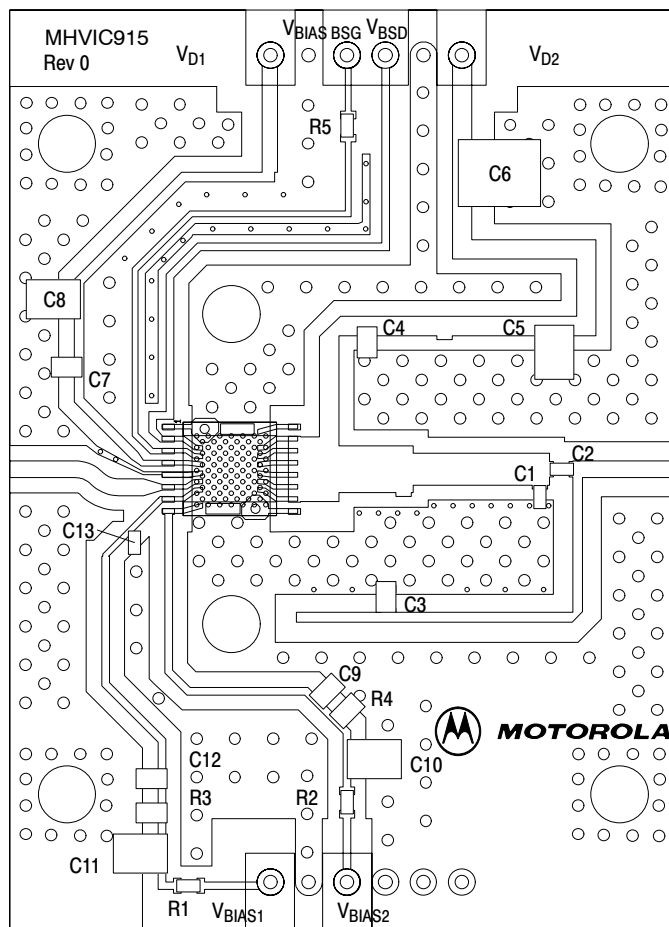 MHVIC915
Rev 0
VD1
VBIAS BSG
VBSD
VD2
R5
C6
C8
C4
C5
C7
C2
C1
C13
C3
C9
R4
MOTOROLA
C12
C10
R3
R2
C11
R1
VBIAS1
VBIAS2